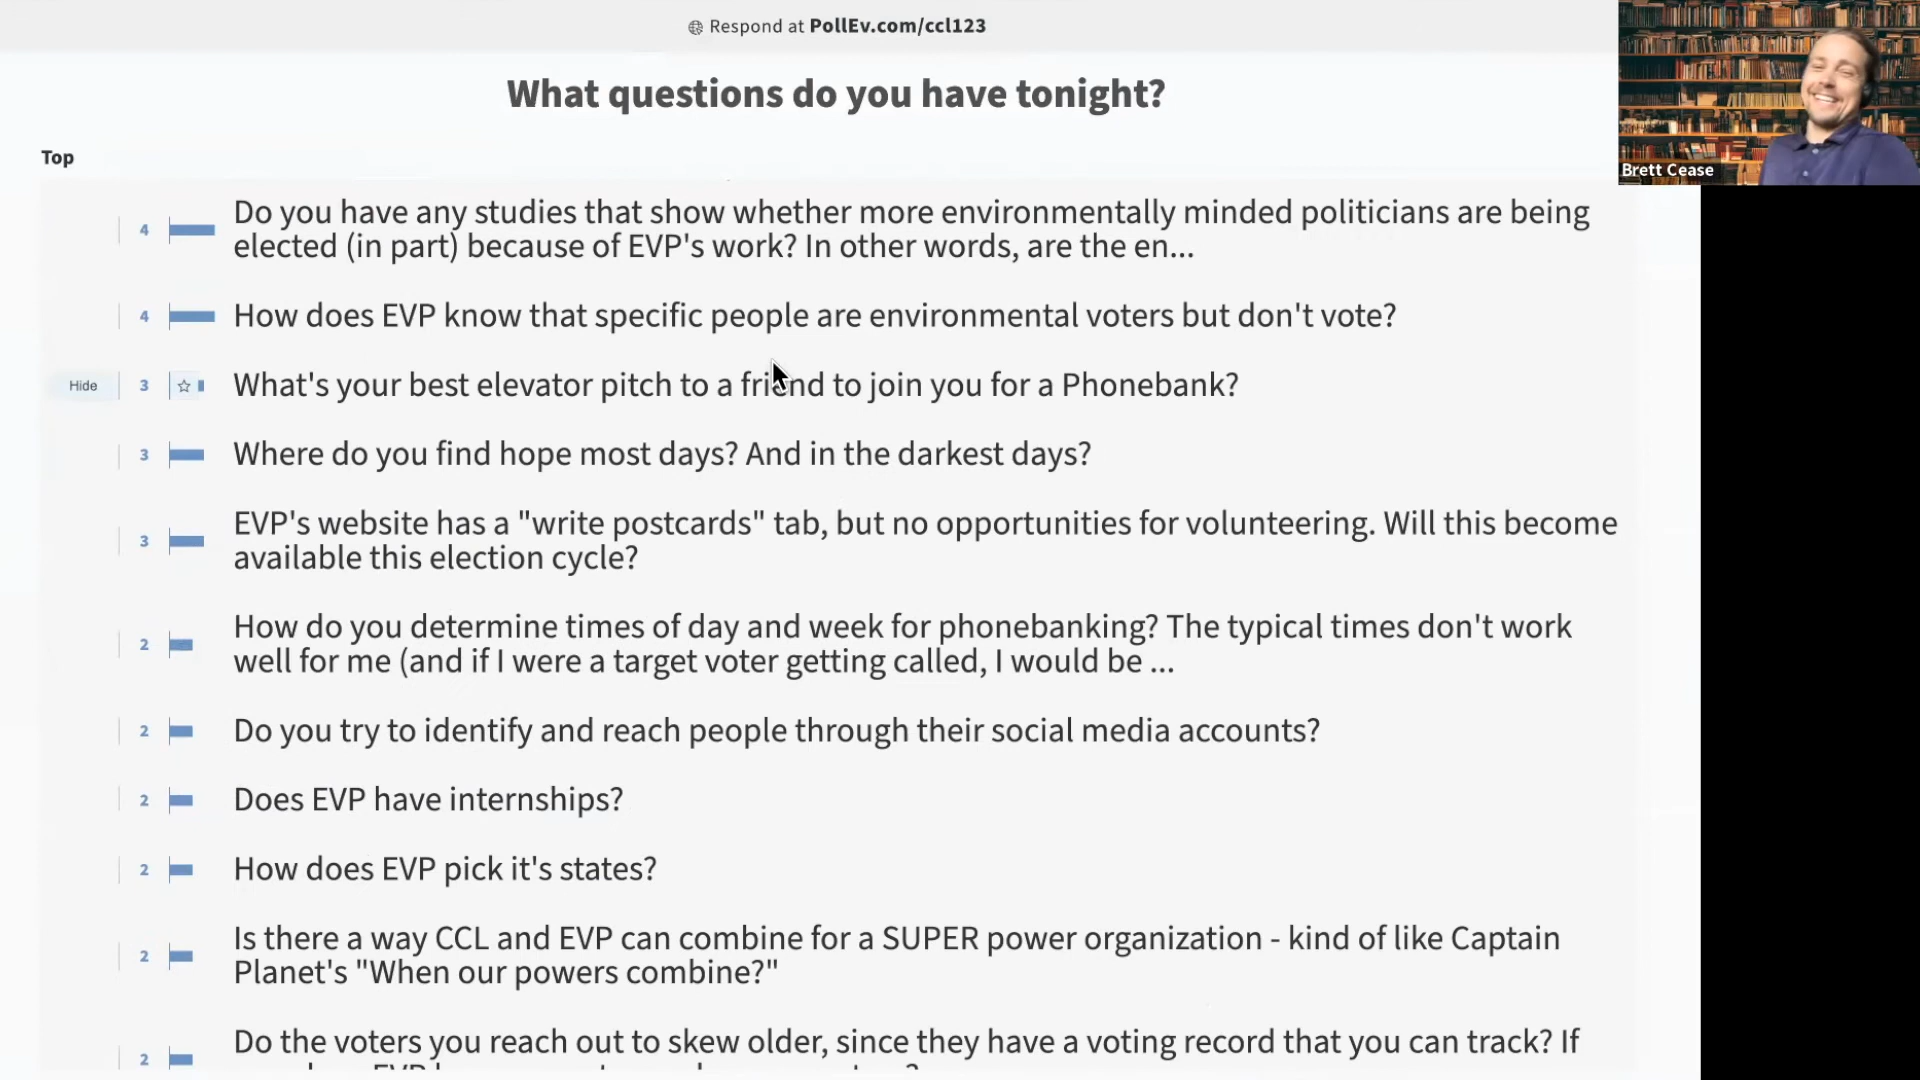 Respond at PollEv.com/ccl123
What questions do you have tonight?
Brett Cease
Top
4
Do you have any studies that show whether more environmentally minded politicians are being
elected (in part) because of EVP's work? In other words, are the en...
4
How does EVP know that specific people are environmental voters but don't vote?
Hide
3
What's your best elevator pitch to a friend to join you for a Phonebank?
3
Where do you find hope most days? And in the darkest days?
3
EVP's website has a "write postcards" tab, but no opportunities for volunteering. Will this become
available this election cycle?
2
How do you determine times of day and week for phonebanking? The typical times don't work
well for me (and if I were a target voter getting called, I would be ...
2
Do you try to identify and reach people through their social media accounts?
2
Does EVP have internships?
2
How does EVP pick it's states?
2
Is there a way CCL and EVP can combine for a SUPER power organization - kind of like Captain
Planet's "When our powers combine?"
2
Do the voters you reach out to skew older, since they have a voting record that you can track? If
EVP